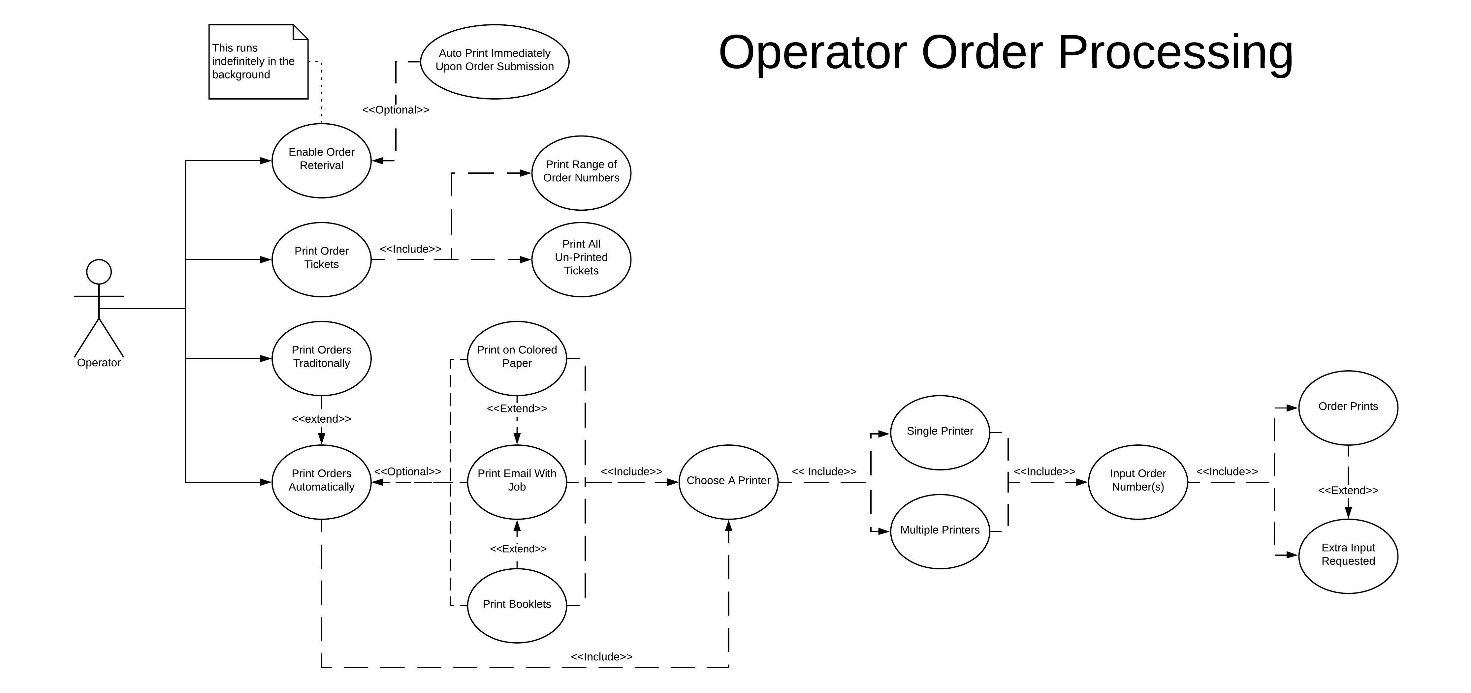 Operator Order Processing
This runs
indefinitely in the
background
Auto Print Immediately
Upon Order Submission
<<Optional>>
Enable Order
Reterival
Print Range of
Order Numbers
Print Order
Tickets
<<Include>>
Print All
Un-Printed
Tickets
Operator
Print Orders
Traditonally
<<extend>>
Print Orders
Automatically
<<Optional>>
Print on Colored
Paper
<<Extend>>
Print Email With
Job
<<Extend>>
Print Booklets
<<Include>>
<<Include>>
Choose A Printer
<< Include>>
Single Printer
Multiple Printers
<<Include>>
Input Order
Number(s)
<<Include>>
Order Prints
<<Extend>>
Extra Input
Requested